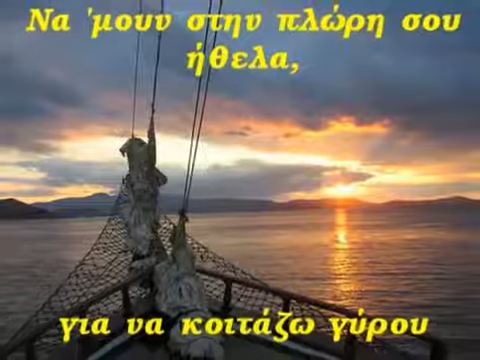 Να 'μουν στην πλώρη σου
ήθελα,
για να κοιτάζω γύρου